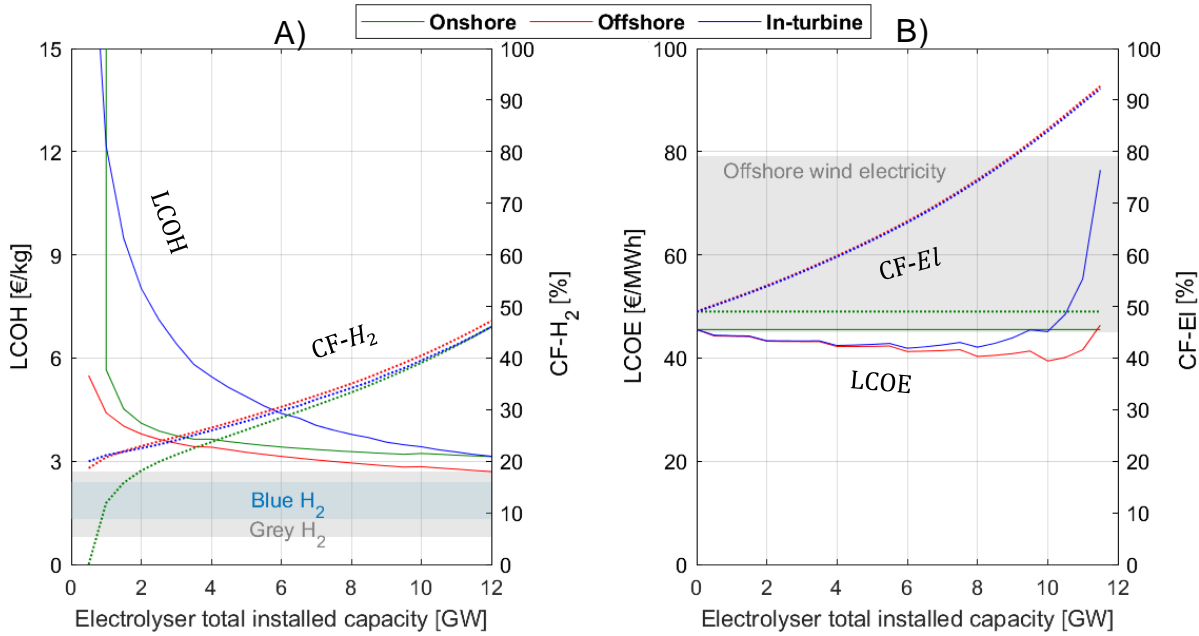 Onshore Offshore In-turbine
A)
B)
15
12
9
6
3
0
LCOH [€/kg]
100
90
80
70
60
50
40
30
20
10
0
CF-H2 [%]
LCOH
CF-H2
Blue H2
Grey H2
0 2 4 6 8 10 12
Electrolyser total installed capacity [GW]
100
80
60
40
20
0
LCOE [€/MWh]
100
90
80
70
60
50
40
30
20
10
0
CF-El [%]
Offshore wind electricity
CF-El
LCOE
0 2 4 6 8 10 12
Electrolyser total installed capacity [GW]